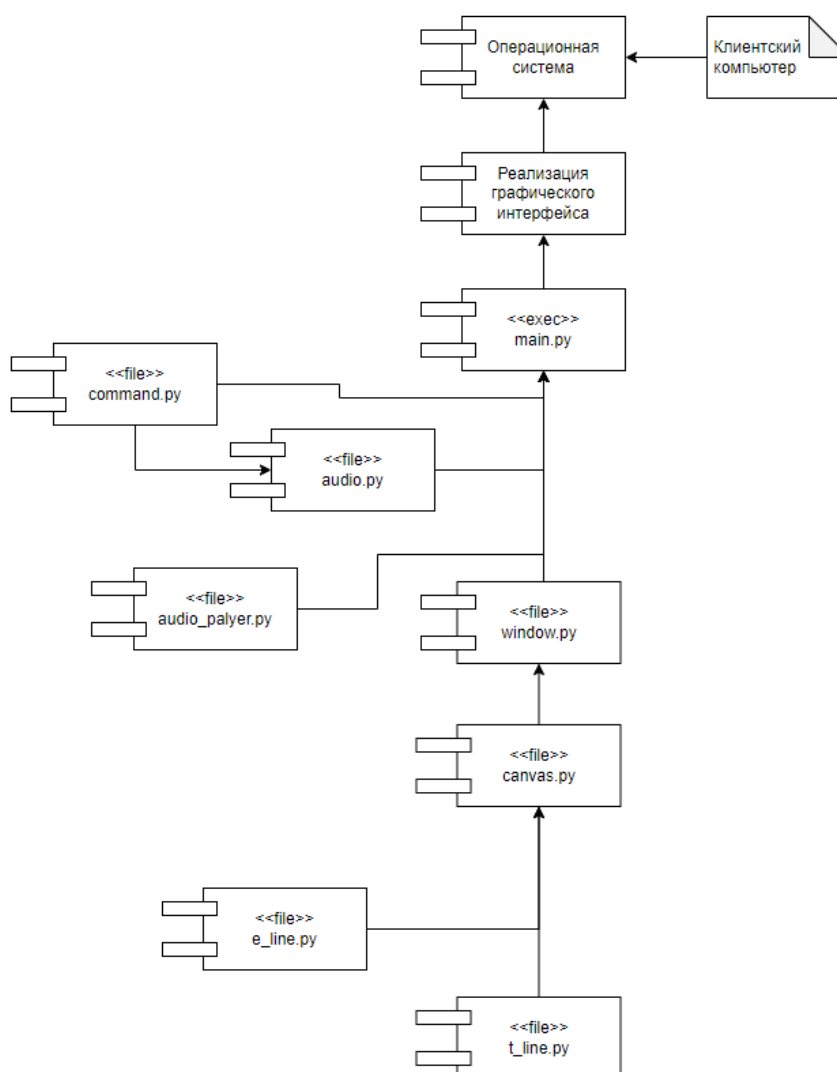 Операционная
система
Клиентский
компьютер
Реализация
графического
интерфейса
<<exec>>
main.py
<<file>>
command.py
<<file>>
audio.py
<<file>>
audio_palyer.py
<<file>>
window.py
<<file>>
canvas.py
<<file>>
e_line.py
<<file>>
t_line.py